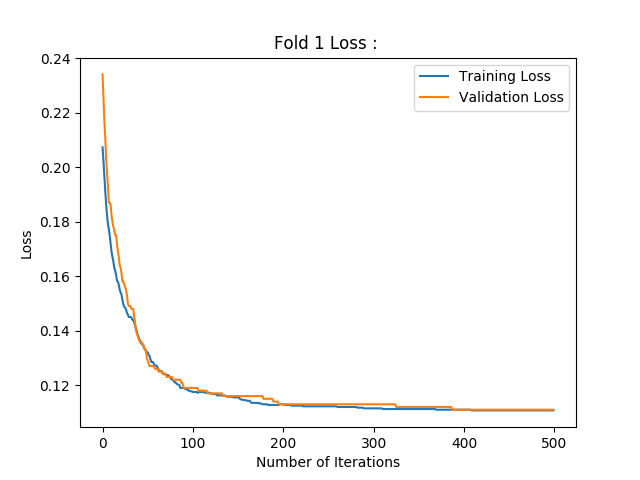 Fold 1 Loss :
Training Loss
Validation Loss
0.24
0.22
0.20
0.18
0.16
0.14
0.12
Loss
0
100
200
300
400
500
Number of Iterations